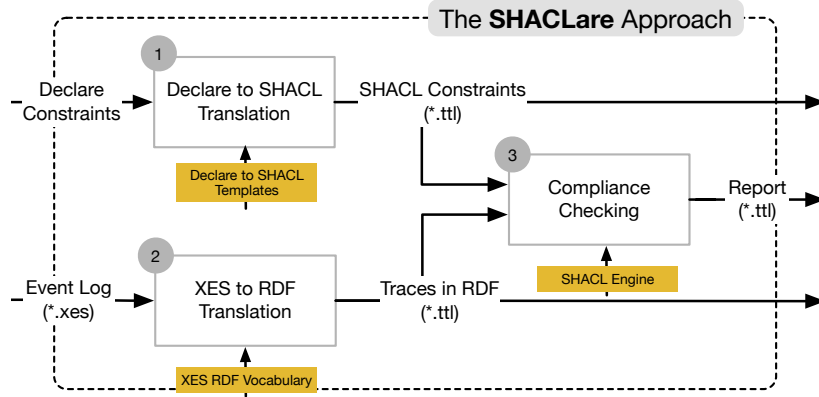 The SHACLare Approach
1
Declare
Constraints
Declare to SHACL
Translation
SHACL Constraints
(*.ttl)
Declare to SHACL
Templates
3
Compliance
Checking
Report
(*.ttl)
2
Event Log
(*.xes)
XES to RDF
Translation
Traces in RDF
(*.ttl)
SHACL Engine
XES RDF Vocabulary